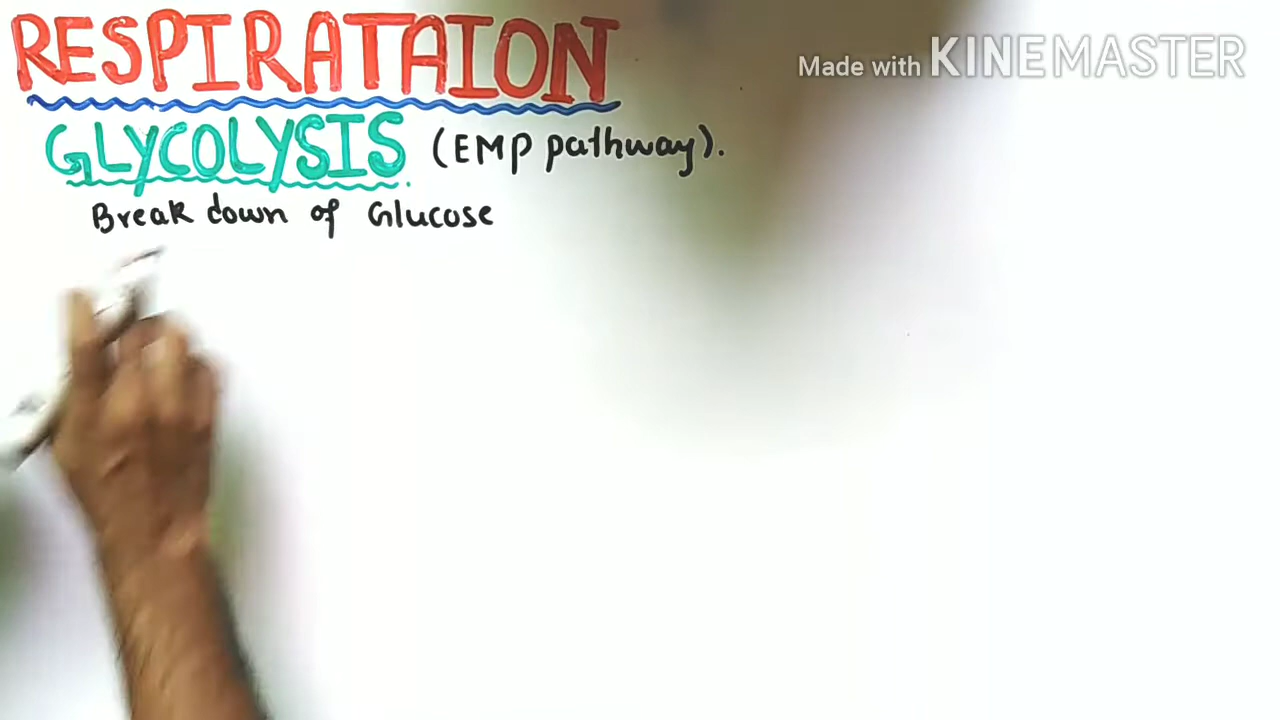 RESPIRATAION
Made with KINEMASTER
GLYCOLYSIS (EMP pathway).
Break down of Glucose